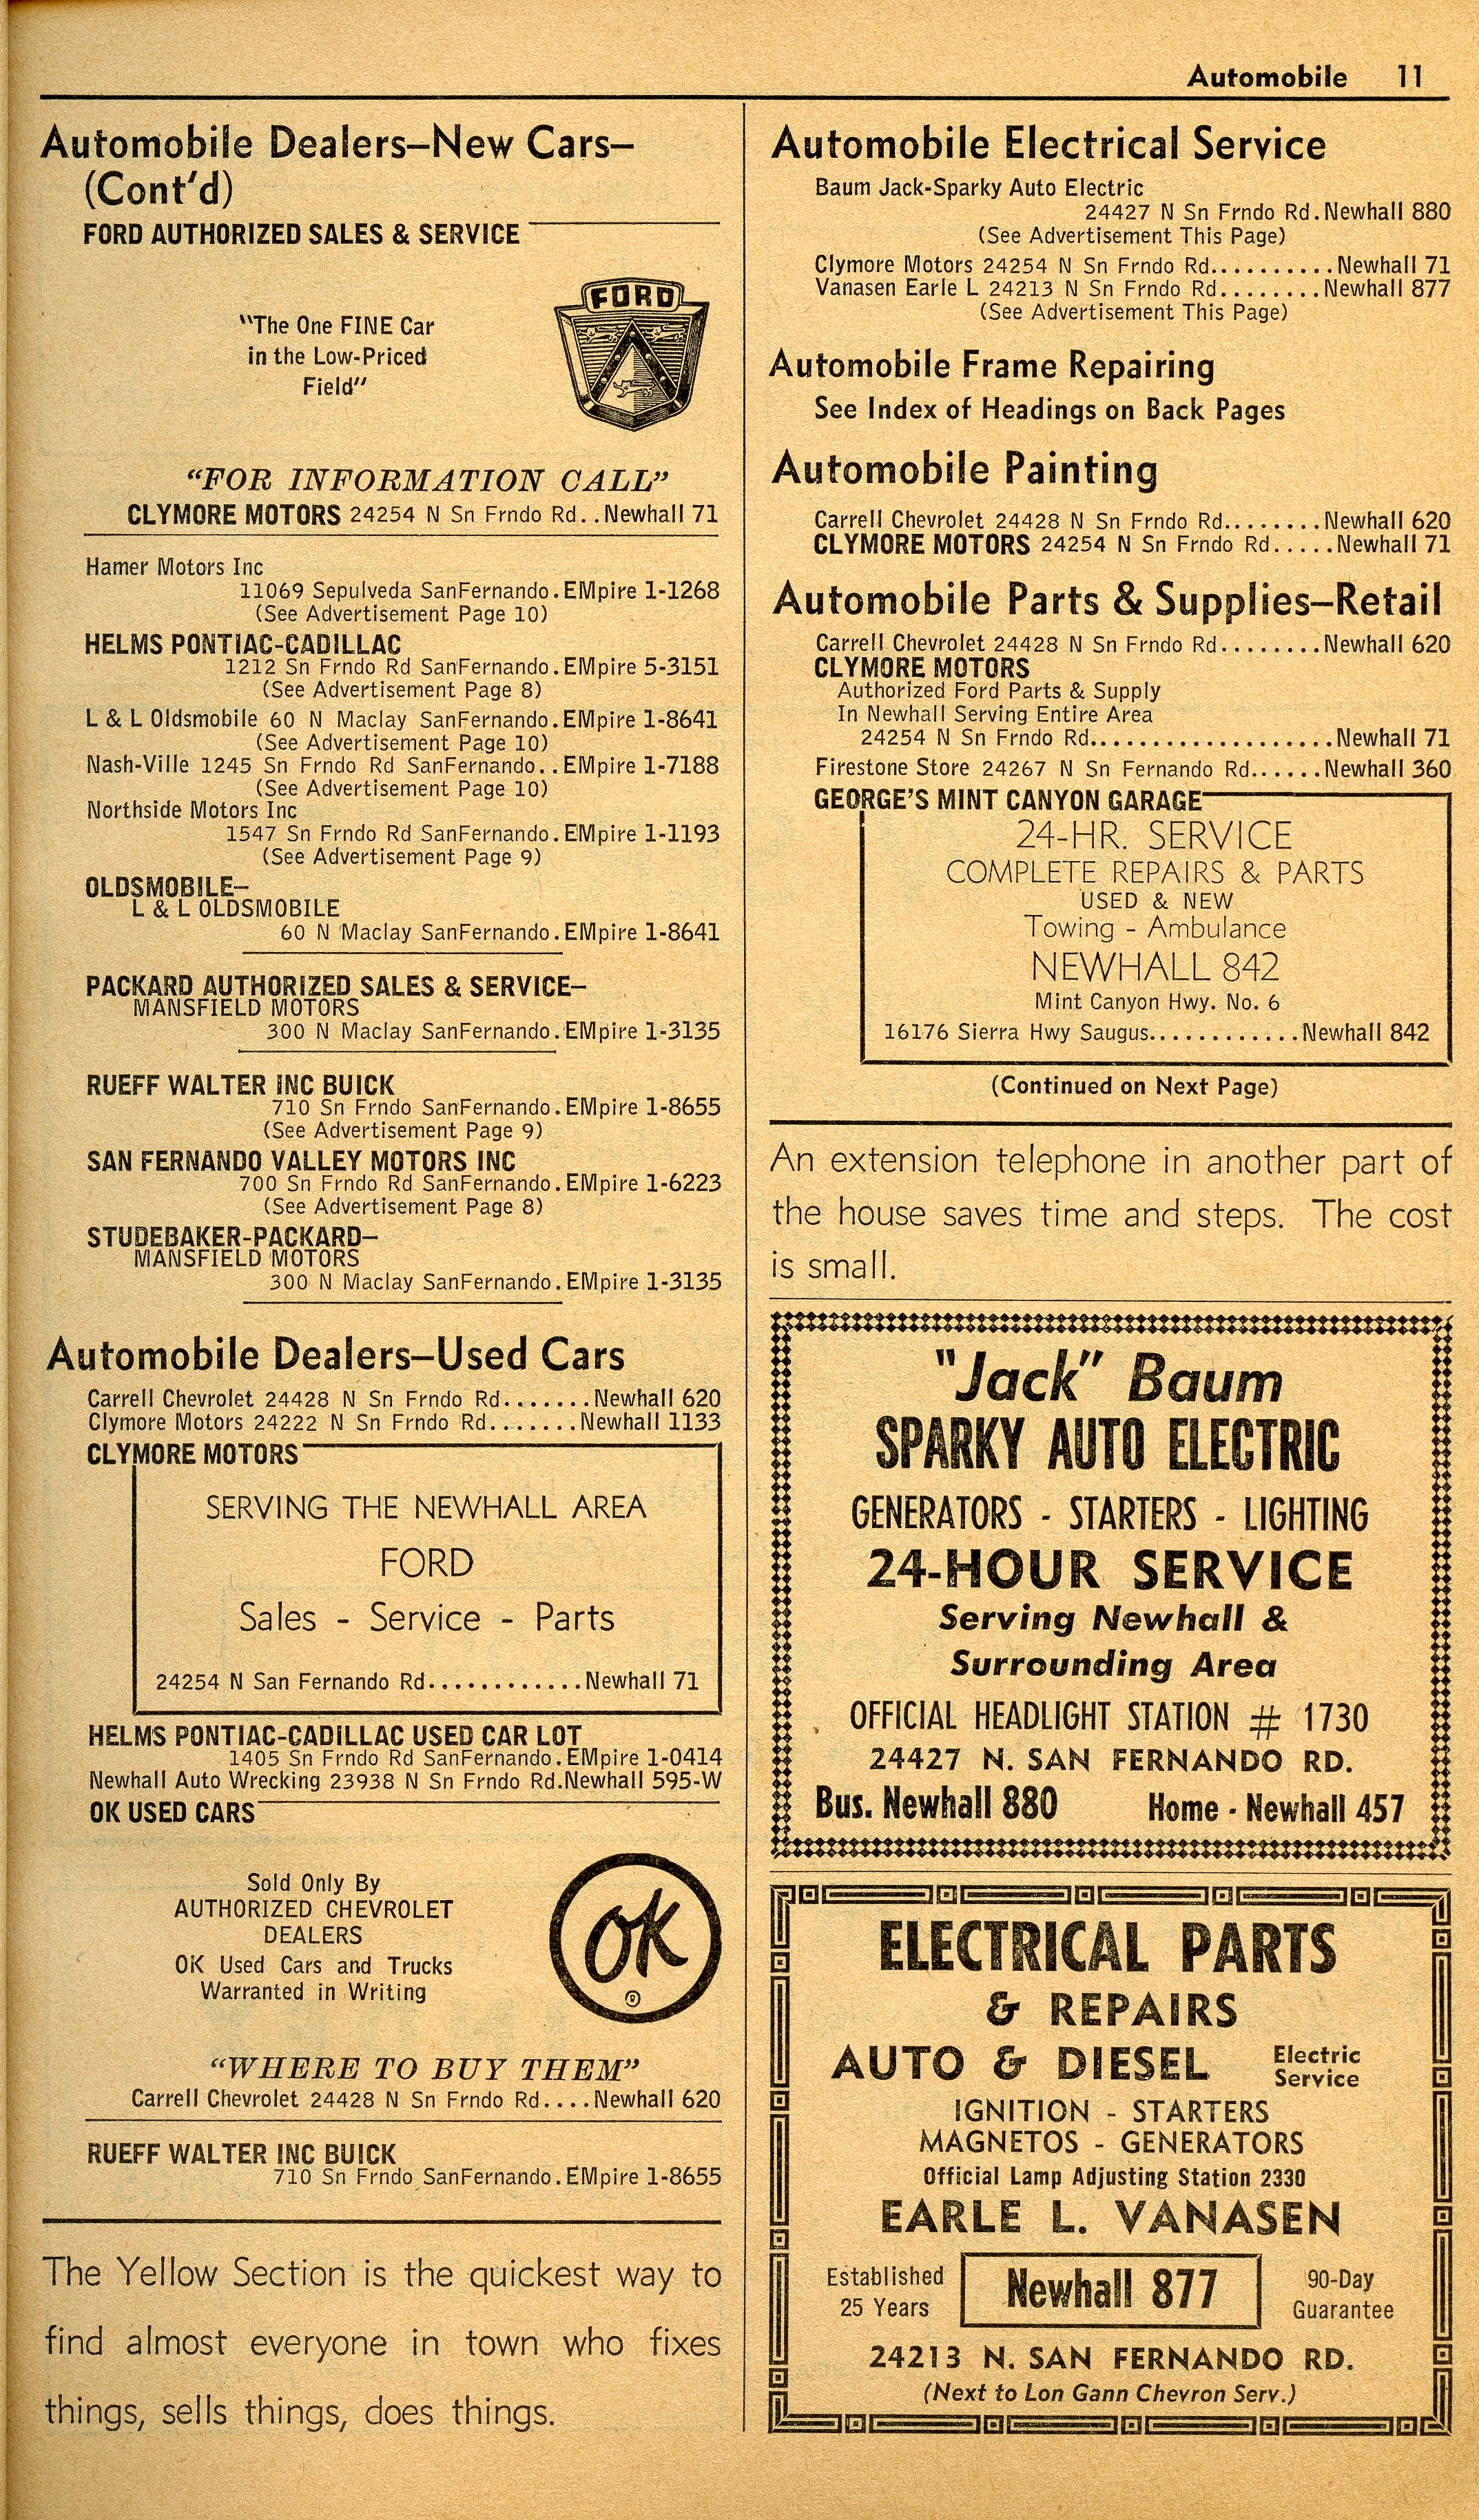 Automobile 11
Automobile Dealers—New Cars—
(Cont'd)
FORD AUTHORIZED SALES & SERVICE
FORD
"The One FINE Car
in the Low-Priced
Field"
"FOR INFORMATION CALL"
CLYMORE MOTORS 24254 N Sn Frndo Rd..Newhall 71
Hamer Motors Inc
11069 Sepulveda SanFernando.EMpire 1-1268
(See Advertisement Page 10)
HELMS PONTIAC-CADILLAC
1212 Sn Frndo Rd SanFernando.EMpire 5-3151
(See Advertisement Page 8)
L & L Oldsmobile 60 N Maclay SanFernando.EMpire 1-8641
(See Advertisement Page 10)
Nash-Ville 1245 Sn Frndo Rd SanFernando..EMpire 1-7188
(See Advertisement Page 10)
Northside Motors Inc
1547 Sn Frndo Rd SanFernando.EMpire 1-1193
(See Advertisement Page 9)
OLDSMOBILE—
L & L OLDSMOBILE
60 N Maclay SanFernando.EMpire 1-8641
PACKARD AUTHORIZED SALES & SERVICE—
MANSFIELD MOTORS
300 N Maclay SanFernando.EMpire 1-3135
RUEFF WALTER INC BUICK
710 Sn Frndo SanFernando.EMpire 1-8655
(See Advertisement Page 9)
SAN FERNANDO VALLEY MOTORS INC
700 Sn Frndo Rd SanFernando.EMpire 1-6223
(See Advertisement Page 8)
STUDEBAKER-PACKARD—
MANSFIELD MOTORS
300 N Maclay SanFernando.EMpire 1-3135
Automobile Dealers—Used Cars
Carrell Chevrolet 24428 N Sn Frndo Rd.......Newhall 620
Clymore Motors 24222 N Sn Frndo Rd.......Newhall 1133
CLYMORE MOTORS
SERVING THE NEWHALL AREA
FORD
Sales - Service - Parts
24254 N San Fernando Rd............Newhall 71
HELMS PONTIAC-CADILLAC USED CAR LOT
1405 Sn Frndo Rd SanFernando.EMpire 1-0414
Newhall Auto Wrecking 23938 N Sn Frndo Rd.Newhall 595-W
OK USED CARS
Sold Only By
AUTHORIZED CHEVROLET
DEALERS
OK Used Cars and Trucks
Warranted in Writing
OK
®
"WHERE TO BUY THEM"
Carrell Chevrolet 24428 N Sn Frndo Rd....Newhall 620
RUEFF WALTER INC BUICK
710 Sn Frndo SanFernando.EMpire 1-8655
The Yellow Section is the quickest way to
find almost everyone in town who fixes
things, sells things, does things.
Automobile Electrical Service
Baum Jack-Sparky Auto Electric
24427 N Sn Frndo Rd.Newhall 880
(See Advertisement This Page)
Clymore Motors 24254 N Sn Frndo Rd..........Newhall 71
Vanasen Earle L 24213 N Sn Frndo Rd........Newhall 877
(See Advertisement This Page)
Automobile Frame Repairing
See Index of Headings on Back Pages
Automobile Painting
Carrell Chevrolet 24428 N Sn Frndo Rd........Newhall 620
CLYMORE MOTORS 24254 N Sn Frndo Rd.....Newhall 71
Automobile Parts & Supplies—Retail
Carrell Chevrolet 24428 N Sn Frndo Rd........Newhall 620
CLYMORE MOTORS
Authorized Ford Parts & Supply
In Newhall Serving Entire Area
24254 N Sn Frndo Rd....................Newhall 71
Firestone Store 24267 N Sn Fernando Rd......Newhall 360
GEORGE'S MINT CANYON GARAGE
24-HR. SERVICE
COMPLETE REPAIRS & PARTS
USED & NEW
Towing - Ambulance
NEWHALL 842
Mint Canyon Hwy. No. 6
16176 Sierra Hwy Saugus............Newhall 842
(Continued on Next Page)
An extension telephone in another part of
the house saves time and steps. The cost
is small.
"Jack" Baum
SPARKY AUTO ELECTRIC
GENERATORS - STARTERS - LIGHTING
24-HOUR SERVICE
Serving Newhall &
Surrounding Area
OFFICIAL HEADLIGHT STATION # 1730
24427 N. SAN FERNANDO RD.
Bus. Newhall 880 Home - Newhall 457
ELECTRICAL PARTS
& REPAIRS
AUTO & DIESEL Electric
Service
IGNITION - STARTERS
MAGNETOS - GENERATORS
Official Lamp Adjusting Station 2330
EARLE L. VANASEN
Established
25 Years
Newhall 877
90-Day
Guarantee
24213 N. SAN FERNANDO RD.
(Next to Lon Gann Chevron Serv.)